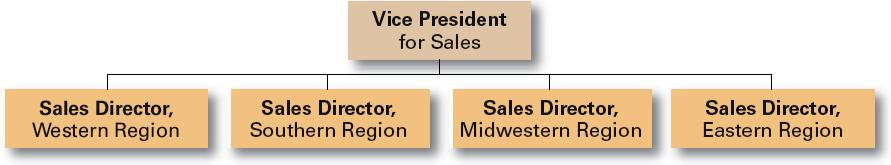 Vice President
for Sales
Sales Director,
Western Region
Sales Director,
Southern Region
Sales Director,
Midwestern Region
Sales Director,
Eastern Region